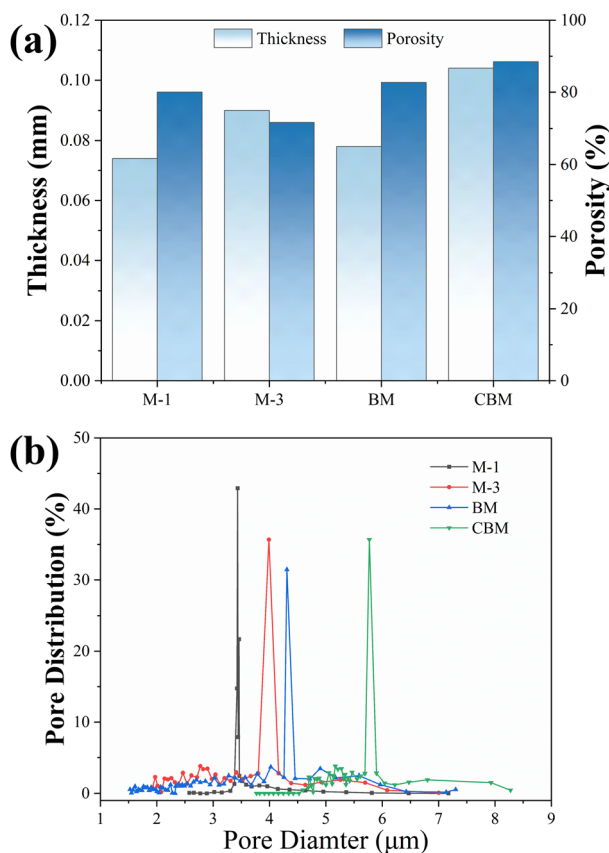 (a)
Thickness Porosity
Thickness (mm)
0.12
0.10
0.08
0.06
0.04
0.02
0.00
Porosity (%)
100
80
60
40
20
0
M-1 M-3 BM CBM
(b)
M-1
M-3
BM
CBM
Pore Distribution (%)
50
40
30
20
10
0
1 2 3 4 5 6 7 8 9
Pore Diamter (μm)